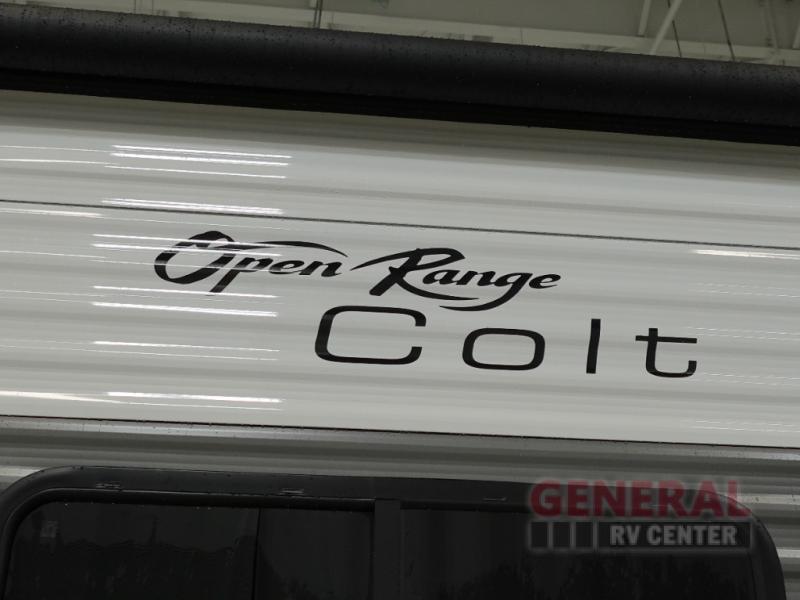 Open Range
Colt
GENERAL
RV CENTER